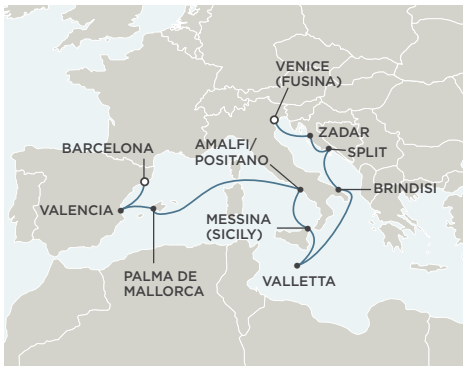 VENICE
(FUSINA)
ZADAR
AMALFI/
POSITANO
SPLIT
BARCELONA
BRINDISI
VALENCIA
MESSINA
(SICILY)
PALMA DE
MALLORCA
VALLETTA